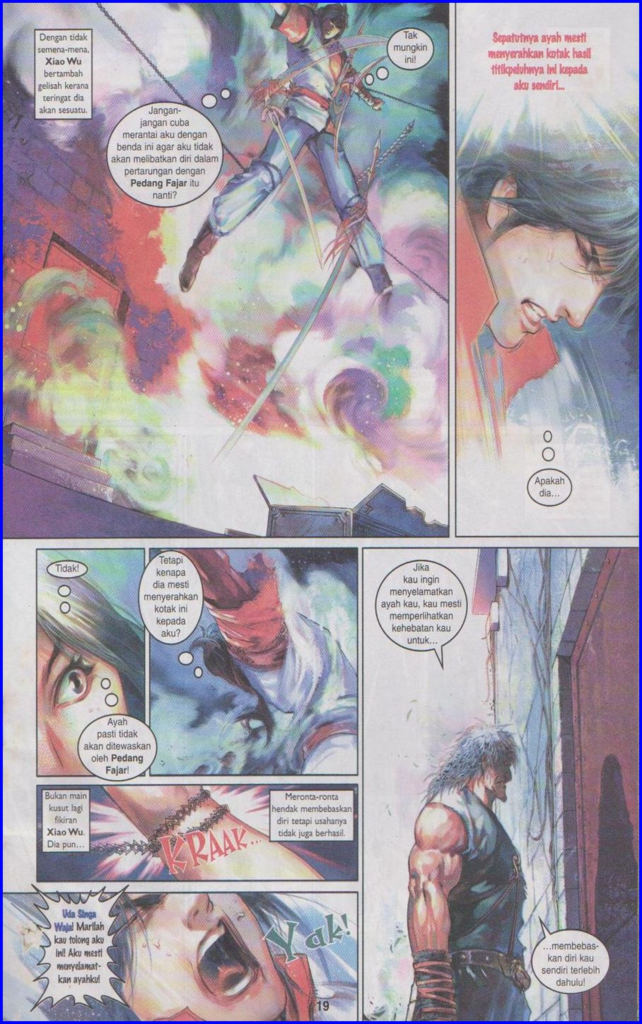 Dengan tidak
semena-mena,
Xiao Wu
bertambah
gelisah kerana
teringat dia
akan sesuatu.
Tak
mungkin
ini!
Jangan-
jangan cuba
merantai aku dengan
benda ini agar aku tidak
akan melibatkan diri dalam
pertarungan dengan
Pedang Fajar itu
nanti?
Sepatutnya ayah mesti
menyerahkan kotak hasil
titikpeluhnya ini kepada
aku sendiri...
Apakah
dia...
Tidak!
Ayah
pasti tidak
akan ditewaskan
oleh Pedang
Fajar!
Tetapi
kenapa
dia mesti
menyerahkan
kotak ini
kepada
aku?
Jika
kau ingin
menyelamatkan
ayah kau, kau mesti
memperlihatkan
kehebatan kau
untuk...
Bukan main
kusut lagi
fikiran
Xiao Wu.
Dia pun...
KRAAK...
Meronta-ronta
hendak membebaskan
diri tetapi usahanya
tidak juga berhasil.
Uda Singa
Waja! Marilah
kau tolong aku
ini! Aku mesti
menyelamat-
kan ayahku!
Yak!
...membebas-
kan diri kau
sendiri terlebih
dahulu!
19